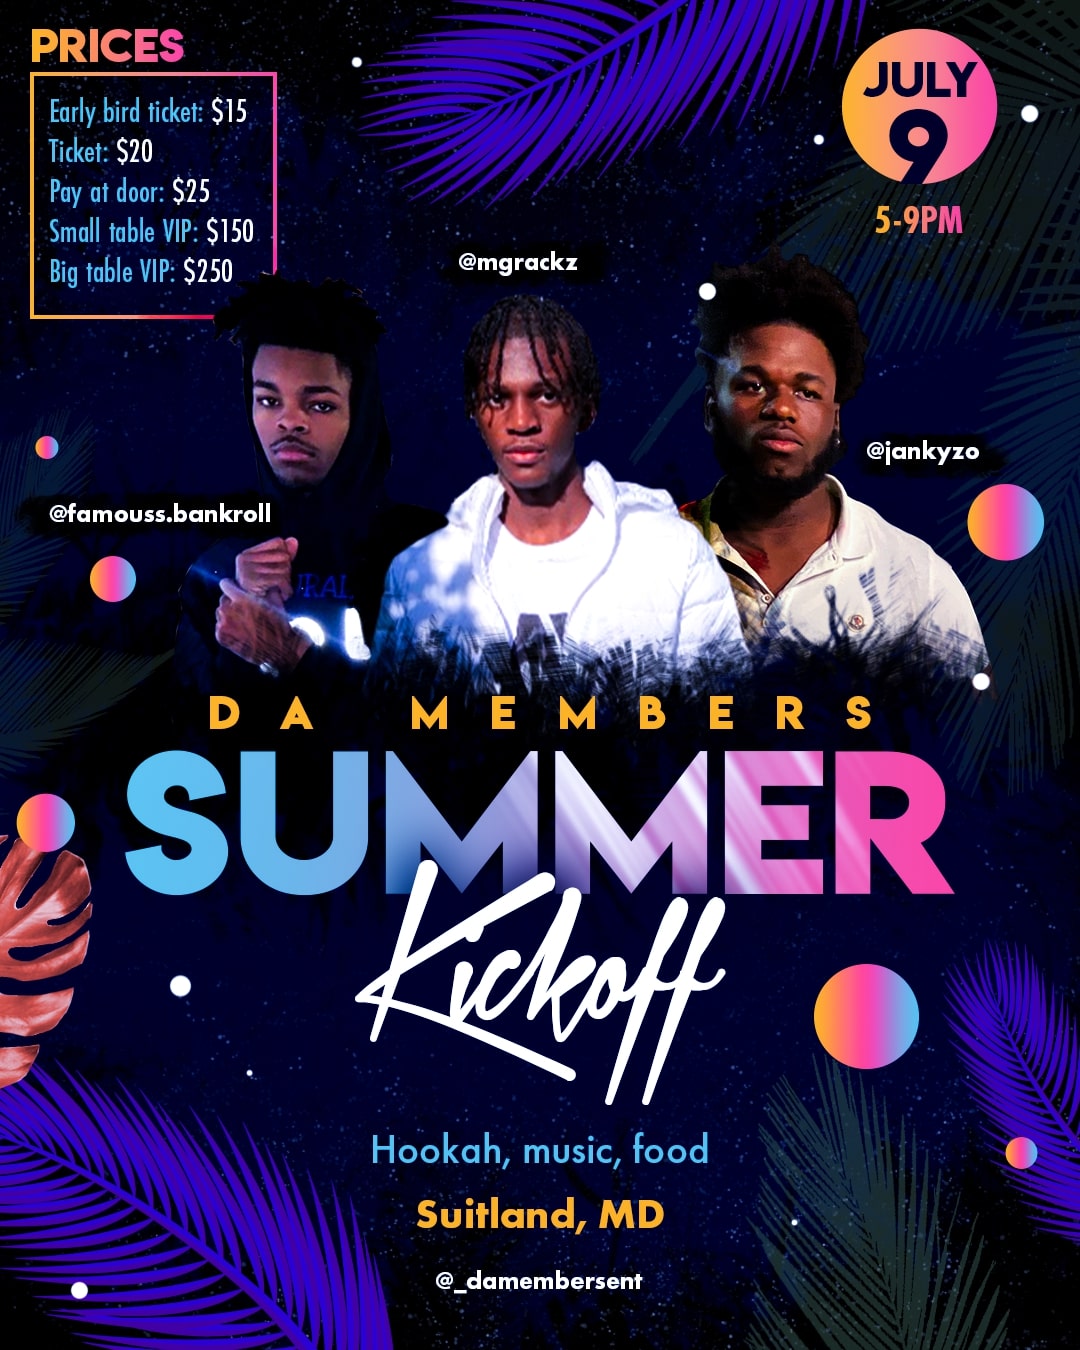 PRICES
Early bird ticket: $15
Ticket: $20
Pay at door: $25
Small table VIP: $150
Big table VIP: $250
JULY
9
5-9PM
@mgrackz
@jankyzo
@famouss.bankroll
DA MEMBERS
SUMMER
Kickoff
Hookah, music, food
Suitland, MD
@_damembersent